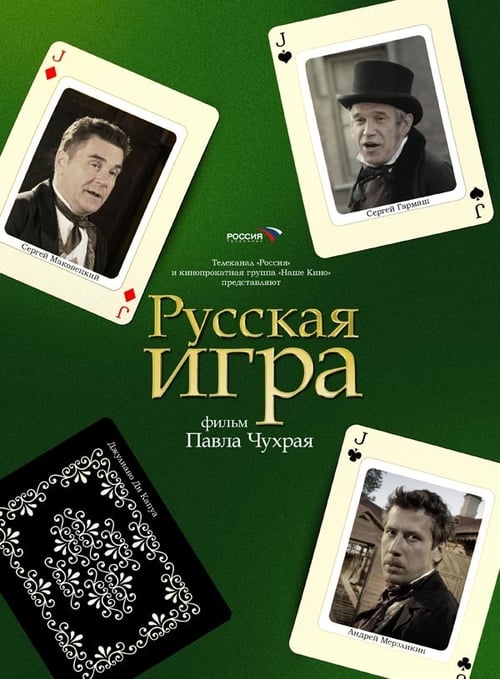 J
Сергей Маковецкий
J
J
Сергей Гармаш
J
РОССИЯ
ТЕЛЕКАНАЛ
Телеканал «Россия»
и кинопрокатная группа «Наше Кино»
представляют
Русская
игра
фильм
Павла Чухрая
Джулиано Ди Капуа
J
Андрей Мерзликин
J